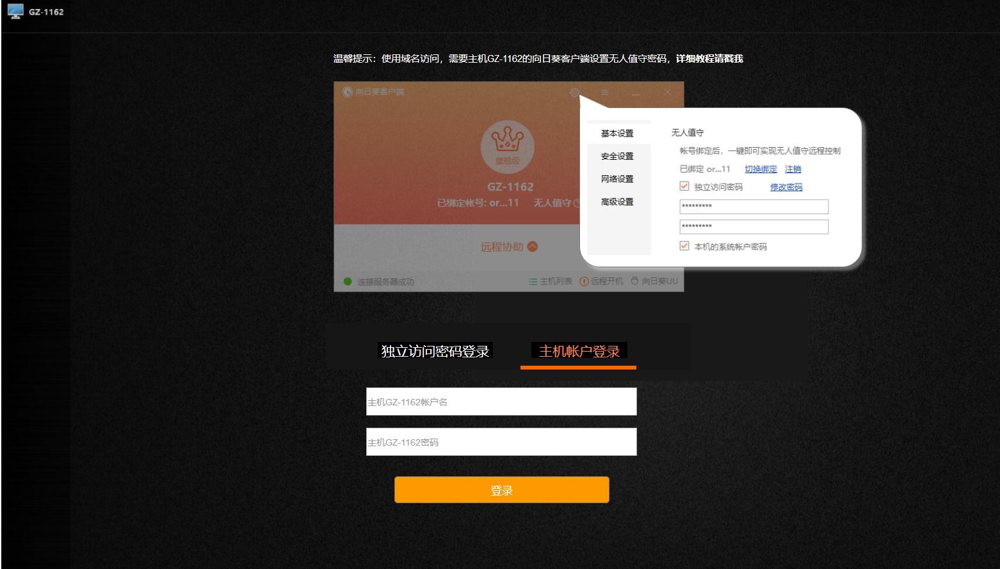 GZ-1162
温馨提示：使用域名访问，需要主机GZ-1162的向日葵客户端设置无人值守密码，详细教程请戳我
向日葵客户端
旗舰级
GZ-1162
已绑定帐号: or...11 无人值守
远程协助
连接服务器成功 主机列表 远程开机 向日葵UU
基本设置
安全设置
网络设置
高级设置
无人值守
帐号绑定后，一键即可实现无人值守远程控制
已绑定 or...11 切换绑定 注销
独立访问密码 修改密码
*********
*********
本机的系统帐户密码
独立访问密码登录 主机帐户登录
主机GZ-1162帐户名
主机GZ-1162密码
登录